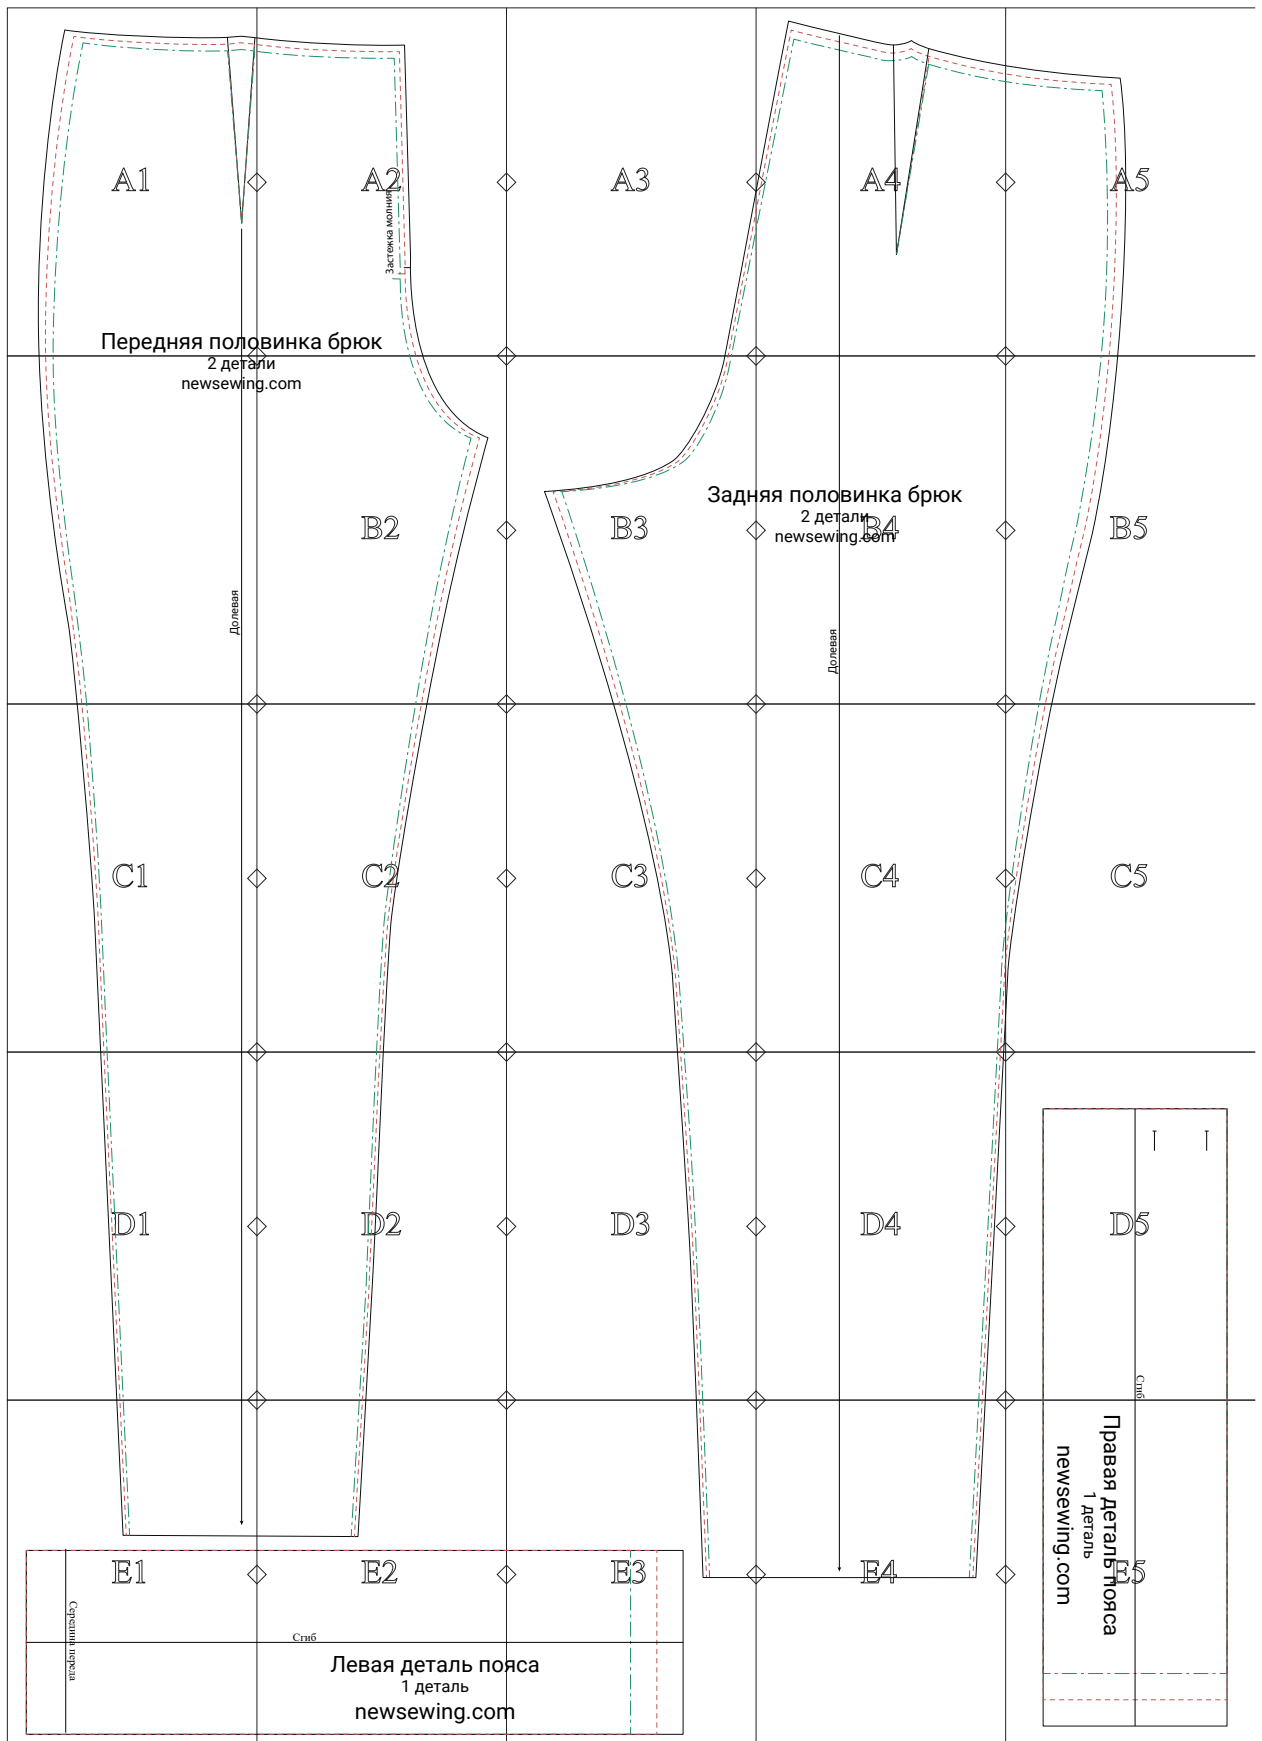 A1
A2
A3
A4
A5
Застежка молния
Передняя половинка брюк
2 детали
newsewing.com
Задняя половинка брюк
2 детали
newsewing.com
B2
B3
B4
B5
Долевая
Долевая
C1
C2
C3
C4
C5
D1
D2
D3
D4
D5
Сгиб
Правая деталь пояса
1 деталь
newsewing.com
E1
E2
E3
E4
E5
Середина переда
Сгиб
Левая деталь пояса
1 деталь
newsewing.com